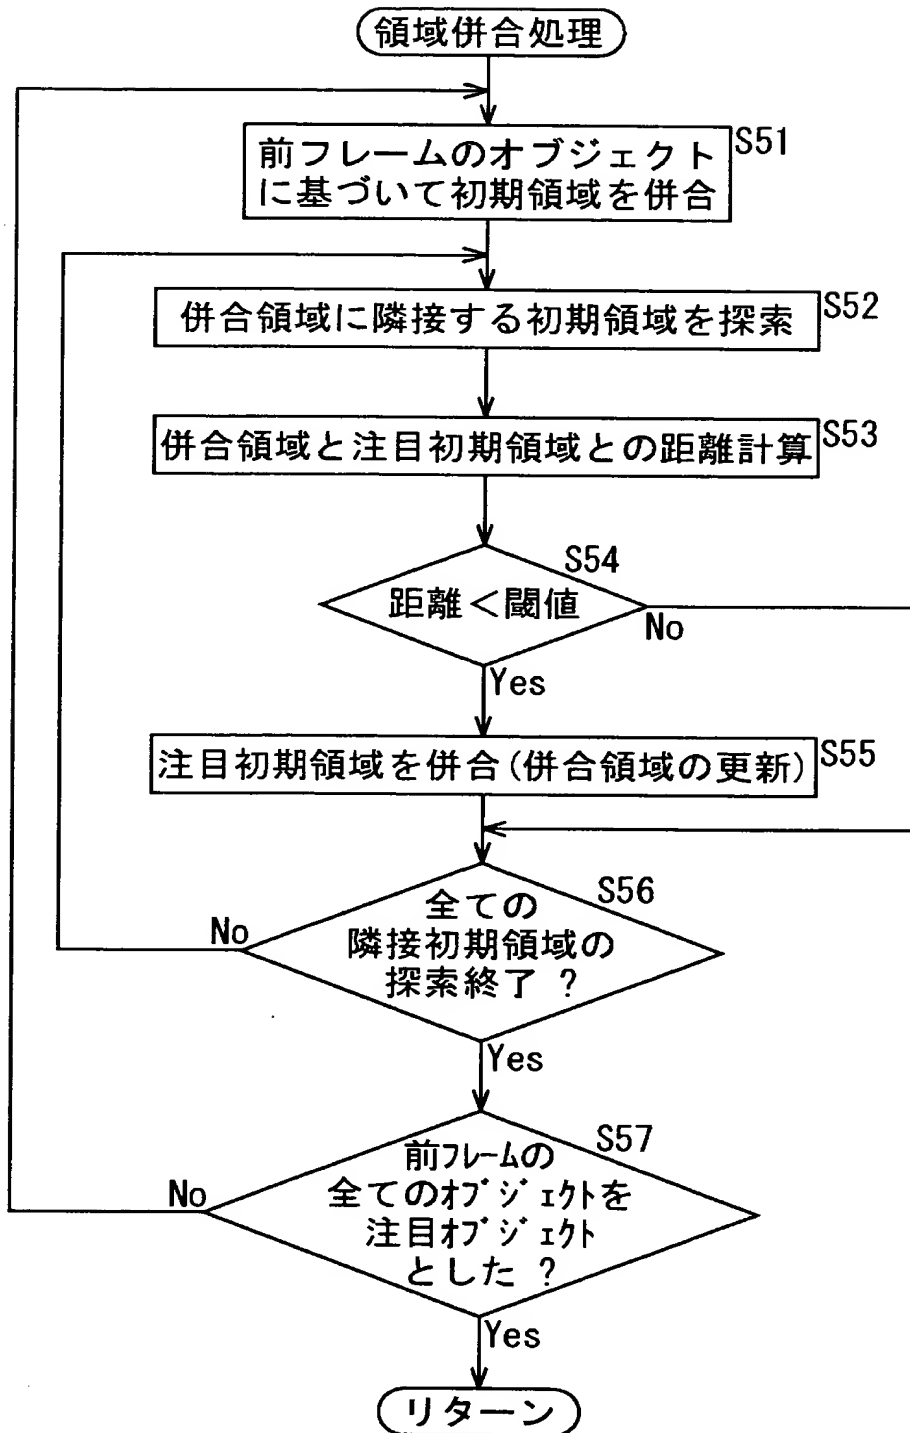 領域併合処理
前フレームのオブジェクト
に基づいて初期領域を併合
S51
併合領域に隣接する初期領域を探索
S52
併合領域と注目初期領域との距離計算
S53
S54
距離<閾値
No
Yes
注目初期領域を併合(併合領域の更新)
S55
S56
全ての
隣接初期領域の
探索終了?
No
Yes
S57
前フレームの
全てのオブジェクトを
注目オブジェクト
とした?
No
Yes
リターン